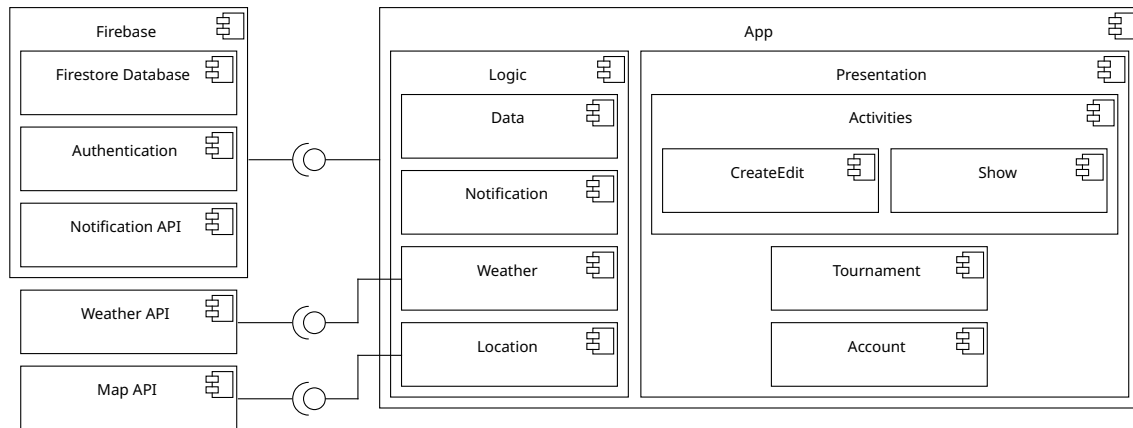 Firebase
Firestore Database
Authentication
Notification API
Weather API
Map API
App
Logic
Data
Notification
Weather
Location
Presentation
Activities
CreateEdit
Show
Tournament
Account